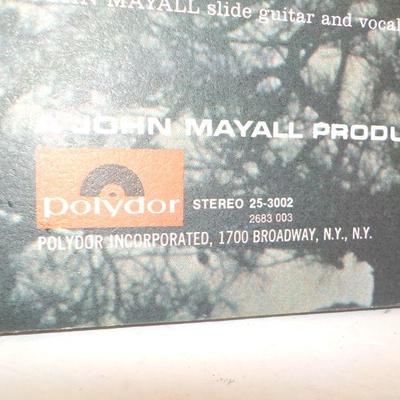 MAYALL slide guitar and vocal
A JOHN MAYALL PRODU
polydor
STEREO 25-3002
2683 003
POLYDOR INCORPORATED, 1700 BROADWAY, N.Y., N.Y.